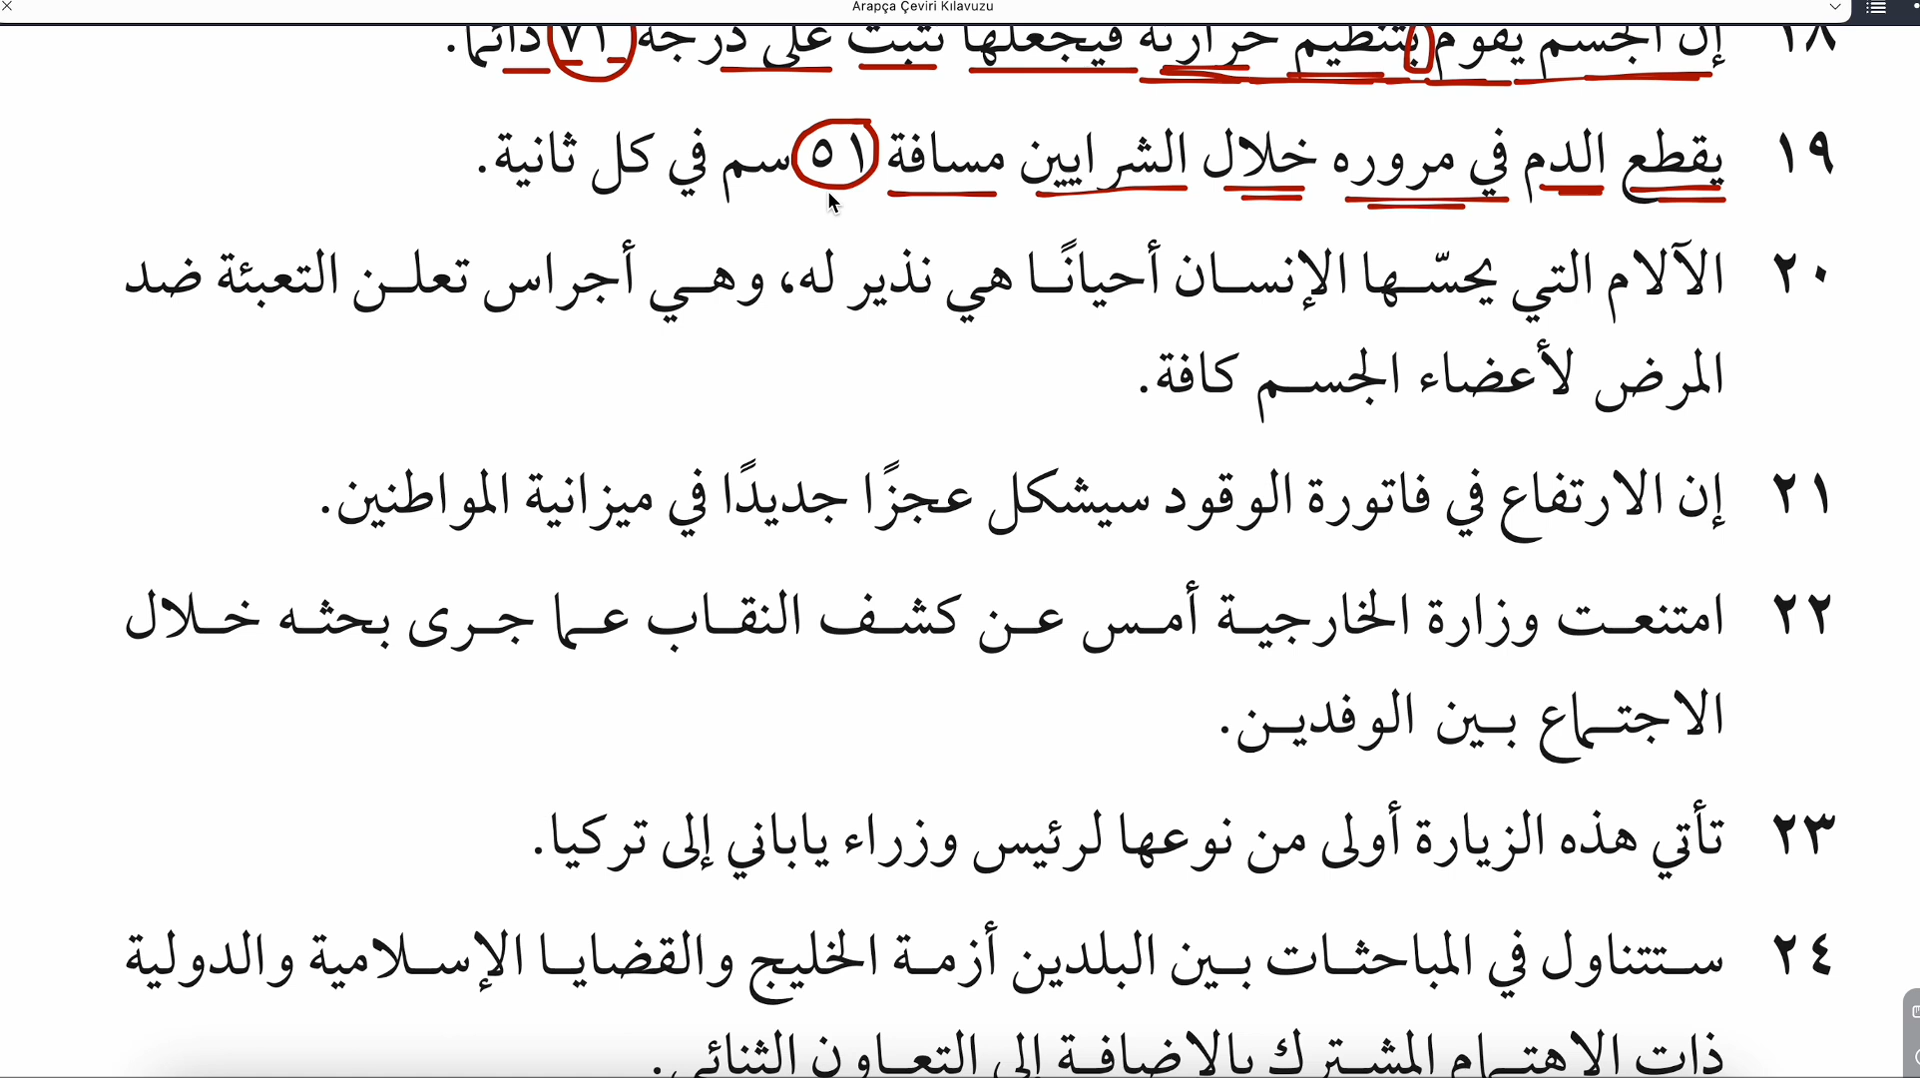 Arapça Çeviri Kılavuzu
١٨ إن الجسم يقوم بتنظيم حرارته فيجعلها تثبت على درجة دائما.
١٩ يقطع الدم في مروره خلال الشرايين مسافة ٥١ سم في كل ثانية.
٢٠ الآلام التي يحسّها الإنسان أحيانًا هي نذير له، وهي أجراس تعلن التعبئة ضد
المرض لأعضاء الجسم كافة.
٢١ إن الارتفاع في فاتورة الوقود سيشكل عجزًا جديدًا في ميزانية المواطنين.
٢٢ امتنعت وزارة الخارجية أمس عن كشف النقاب عما جرى بحثه خلال
الاجتماع بين الوفدين.
٢٣ تأتي هذه الزيارة أولى من نوعها لرئيس وزراء ياباني إلى تركيا.
٢٤ ستتناول في المباحثات بين البلدين أزمة الخليج والقضايا الإسلامية والدولية
ذات الاهتمام المشترك بالإضافة إلى التعاون الثنائي.